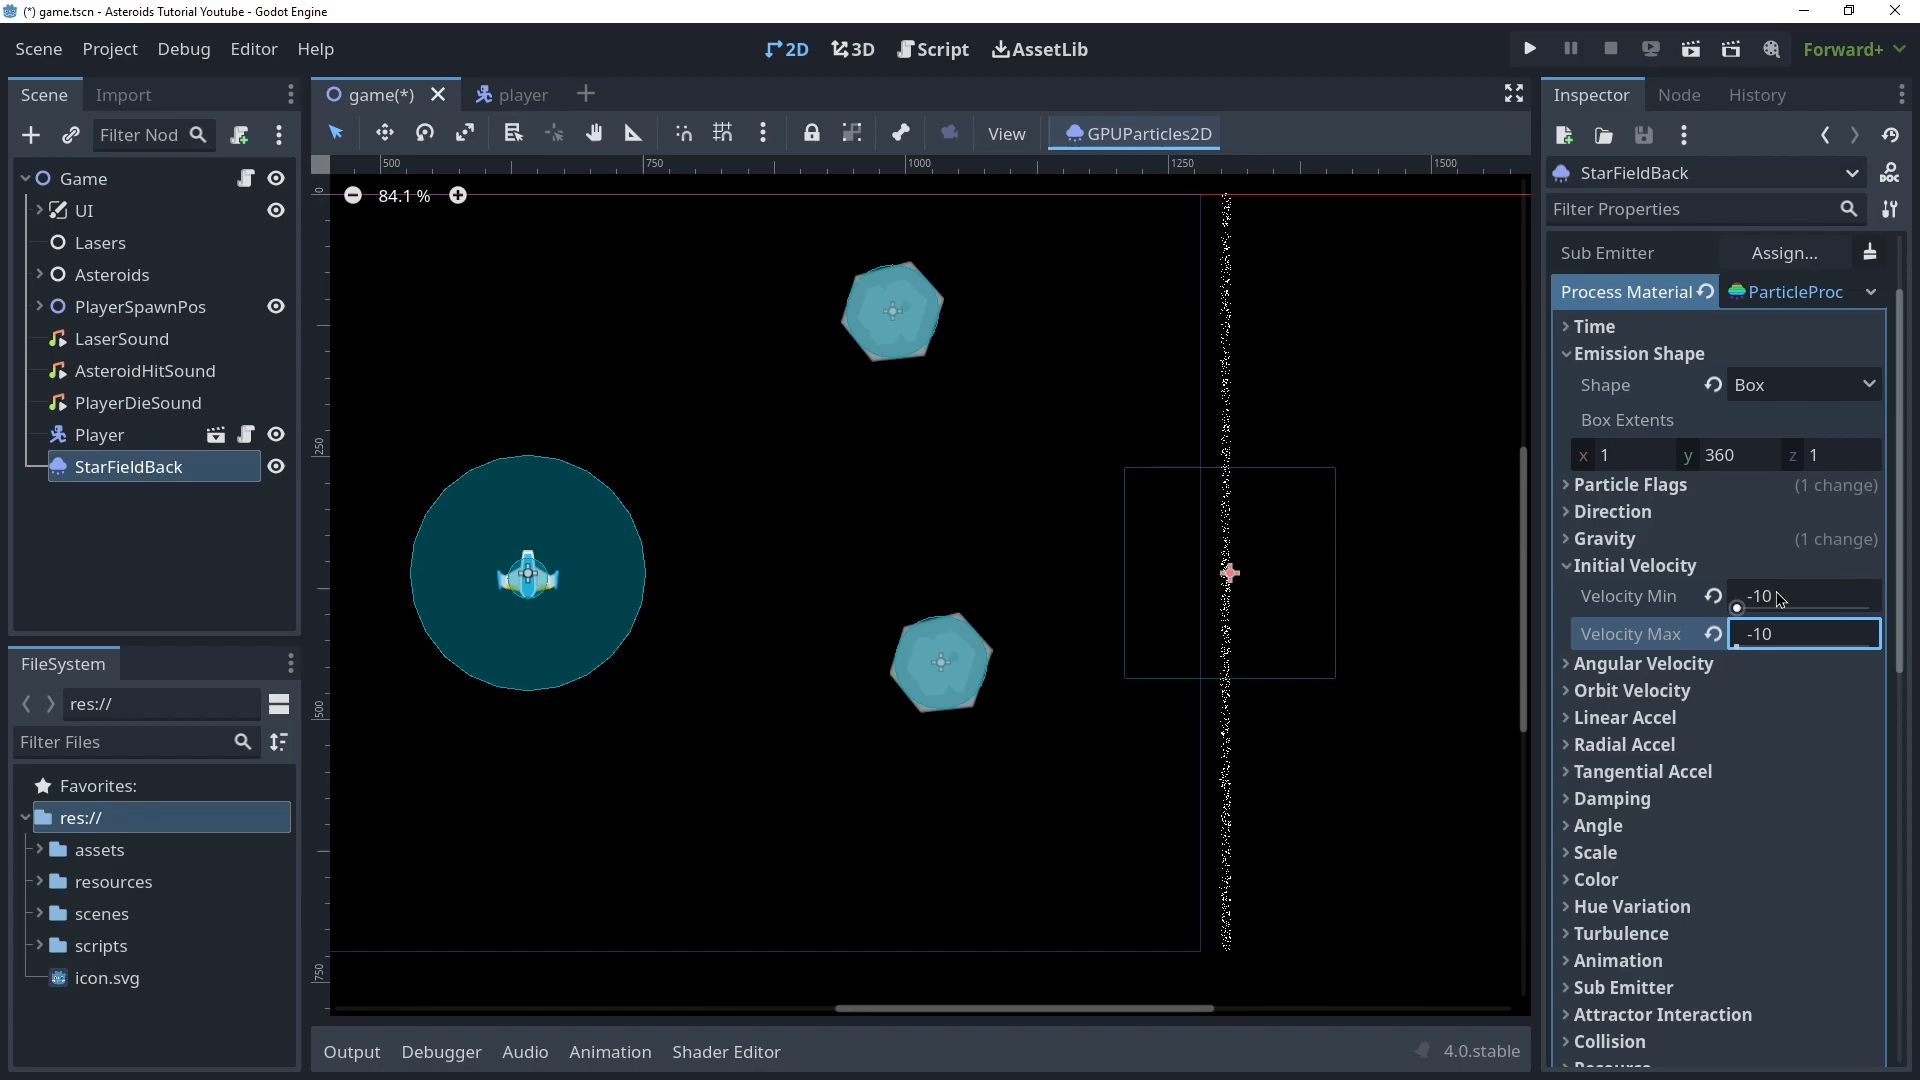 (*) game.tscn - Asteroids Tutorial Youtube - Godot Engine
Scene Project Debug Editor Help
2D 3D Script AssetLib
Forward+
Scene Import
Filter Nod
Game
UI
Lasers
Asteroids
PlayerSpawnPos
LaserSound
AsteroidHitSound
PlayerDieSound
Player
StarFieldBack
FileSystem
res://
Filter Files
Favorites:
res://
assets
resources
scenes
scripts
icon.svg
game(*) player
View GPUParticles2D
500 750 1000 1250 1500
0
250
500
750
84.1 %
Output Debugger Audio Animation Shader Editor
4.0.stable
Inspector Node History
StarFieldBack
DOC
Filter Properties
Sub Emitter Assign...
Process Material ParticleProc
Time
Emission Shape
Shape Box
Box Extents
x 1 y 360 z 1
Particle Flags (1 change)
Direction
Gravity (1 change)
Initial Velocity
Velocity Min -10
Velocity Max -10
Angular Velocity
Orbit Velocity
Linear Accel
Radial Accel
Tangential Accel
Damping
Angle
Scale
Color
Hue Variation
Turbulence
Animation
Sub Emitter
Attractor Interaction
Collision